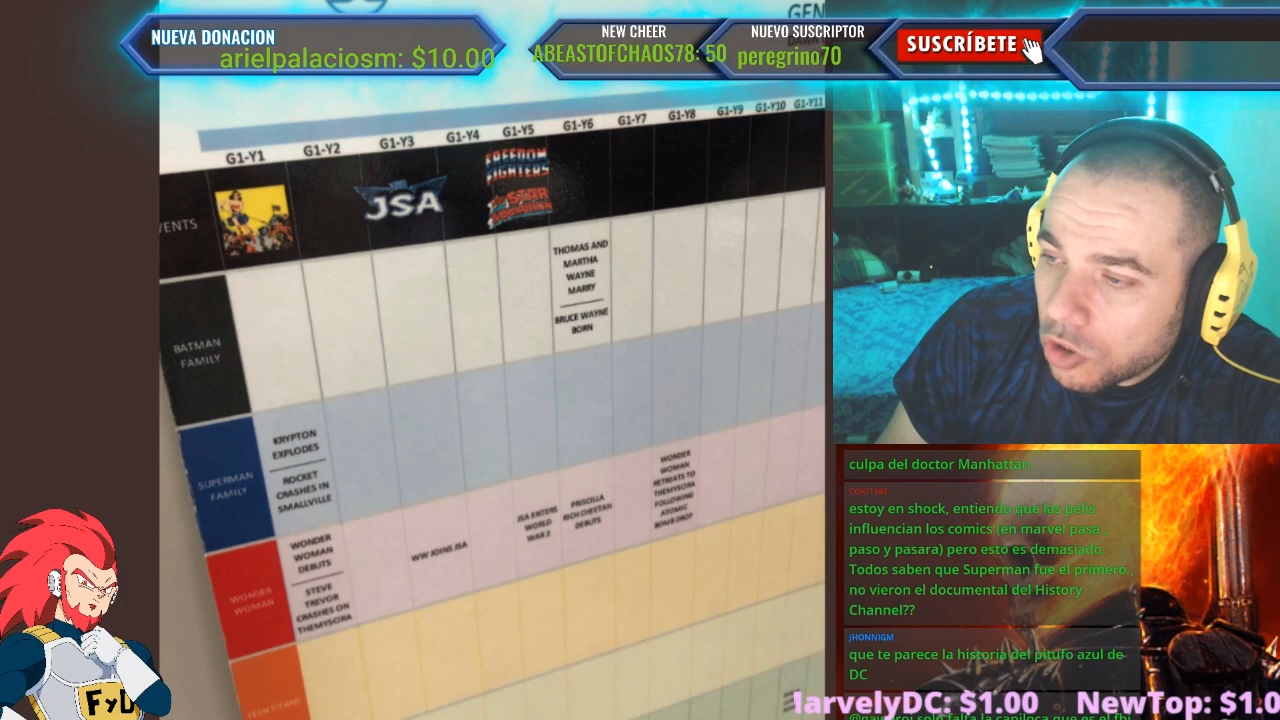 GEN
NUEVA DONACION
arielpalaciosm: $10.00
NEW CHEER
ABEASTOFCHAOS78: 50
NUEVO SUSCRIPTOR
peregrino70
SUSCRÍBETE
G1-Y1 G1-Y2 G1-Y3 G1-Y4 G1-Y5 G1-Y6 G1-Y7 G1-Y8 G1-Y9 G1-Y10 G1-Y11
VENTS
JSA
FREEDOM
FIGHTERS
BATMAN
FAMILY
THOMAS AND
MARTHA
WAYNE
MARRY
BRUCE WAYNE
BORN
SUPERMAN
FAMILY
KRYPTON
EXPLODES
ROCKET
CRASHES IN
SMALLVILLE
WONDER
WOMAN
WONDER
WOMAN
DEBUTS
STEVE
TREVOR
CRASHES ON
THEMYSCIRA
WW JOINS JSA
JSA ENTERS
WORLD
WAR 2
PRISCILLA
RICH CHEETAH
DEBUTS
WONDER
WOMAN
RETREATS TO
THEMYSCIRA
FOLLOWING
ATOMIC
BOMB DROP
TEEN TITANS
culpa del doctor Manhattan
COKI1361
estoy en shock, entiendo que las pelis
influencian los comics (en marvel pasa ,
paso y pasara) pero esto es demasiado.
Todos saben que Superman fue el primero ,
no vieron el documental del History
Channel??
JHONNIGM
que te parece la historia del pitufo azul de
DC
larvelyDC: $1.00 NewTop: $1.0
FyD